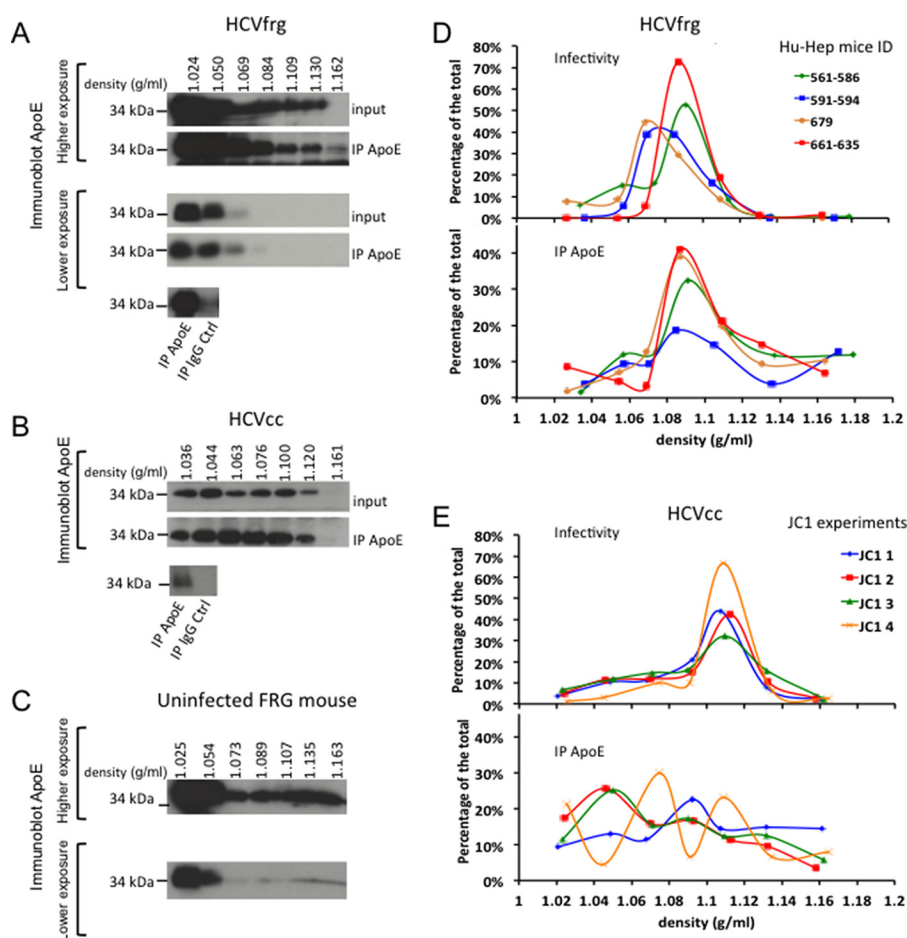 A
HCVfrg
density (g/ml)
1.024 1.050 1.069 1.084 1.109 1.130 1.162
Immunoblot ApoE
Higher exposure
34 kDa
input
34 kDa
IP ApoE
Lower exposure
34 kDa
input
34 kDa
IP ApoE
34 kDa
IP ApoE
IP IgG Ctrl
B
HCVcc
density (g/ml)
1.036 1.044 1.063 1.076 1.100 1.120 1.161
Immunoblot ApoE
34 kDa
input
34 kDa
IP ApoE
34 kDa
IP ApoE
IP IgG Ctrl
C
Uninfected FRG mouse
density (g/ml)
1.025 1.054 1.073 1.089 1.107 1.135 1.163
Immunoblot ApoE
Higher exposure
34 kDa
Lower exposure
34 kDa
D
HCVfrg
Infectivity
Hu-Hep mice ID
561-586
591-594
679
661-635
Percentage of the total
80%
70%
60%
50%
40%
30%
20%
10%
0%
IP ApoE
Percentage of the total
40%
30%
20%
10%
0%
1 1.02 1.04 1.06 1.08 1.1 1.12 1.14 1.16 1.18 1.2
density (g/ml)
E
HCVcc
Infectivity
JC1 experiments
JC1 1
JC1 2
JC1 3
JC1 4
Percentage of the total
80%
70%
60%
50%
40%
30%
20%
10%
0%
IP ApoE
Percentage of the total
40%
30%
20%
10%
0%
1 1.02 1.04 1.06 1.08 1.1 1.12 1.14 1.16 1.18 1.2
density (g/ml)